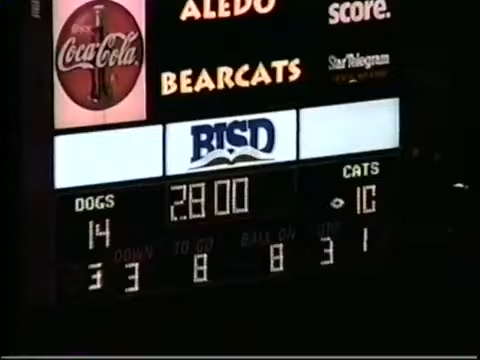 ALEDO
score.
Coca-Cola
BEARCATS
Star-Telegram
BISD
DOGS
28:00
CATS
14
10
DOWN
TO GO
BALL ON
QTR
3
3
8
8
3
1